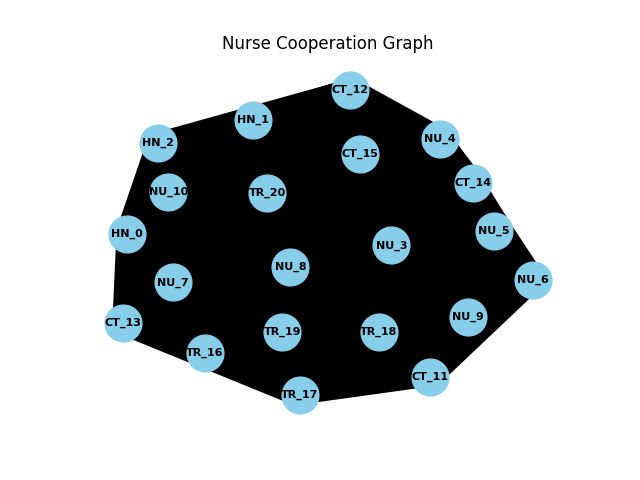 Nurse Cooperation Graph
CT_12
HN_1
NU_4
HN_2
CT_15
CT_14
NU_10
TR_20
NU_5
HN_0
NU_3
NU_8
NU_6
NU_7
NU_9
CT_13
TR_19
TR_18
TR_16
CT_11
TR_17